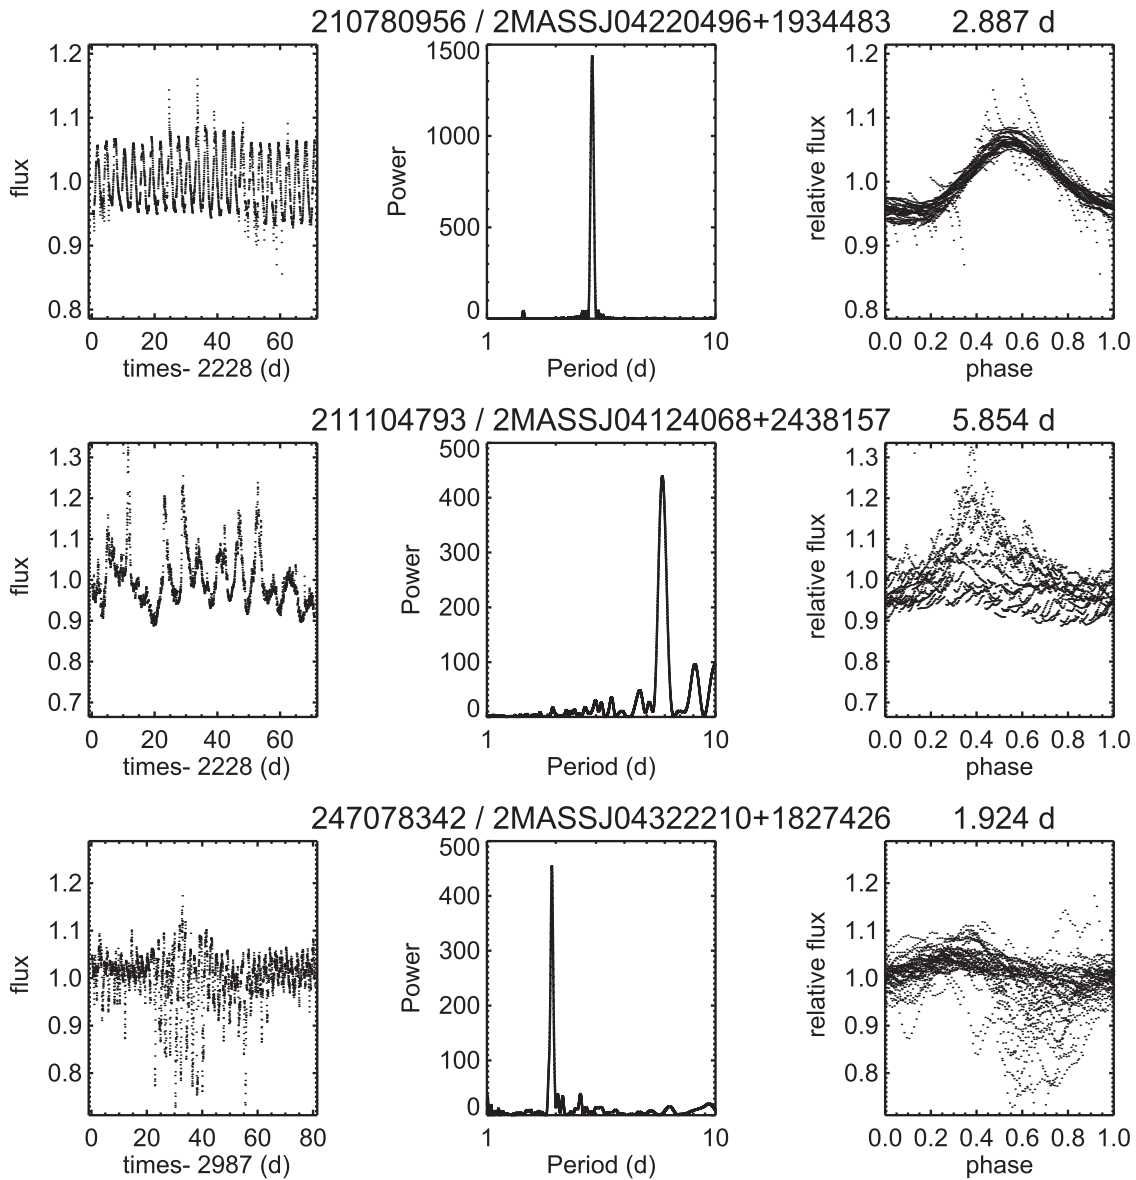 210780956 / 2MASSJ04220496+1934483 2.887 d
1.2
1.1
1.0
0.9
0.8
flux
0 20 40 60
times- 2228 (d)
1500
1000
500
0
Power
1 10
Period (d)
1.2
1.1
1.0
0.9
0.8
relative flux
0.0 0.2 0.4 0.6 0.8 1.0
phase
211104793 / 2MASSJ04124068+2438157 5.854 d
1.3
1.2
1.1
1.0
0.9
0.8
0.7
flux
0 20 40 60
times- 2228 (d)
500
400
300
200
100
0
Power
1 10
Period (d)
1.3
1.2
1.1
1.0
0.9
0.8
0.7
relative flux
0.0 0.2 0.4 0.6 0.8 1.0
phase
247078342 / 2MASSJ04322210+1827426 1.924 d
1.2
1.1
1.0
0.9
0.8
flux
0 20 40 60 80
times- 2987 (d)
500
400
300
200
100
0
Power
1 10
Period (d)
1.2
1.1
1.0
0.9
0.8
relative flux
0.0 0.2 0.4 0.6 0.8 1.0
phase